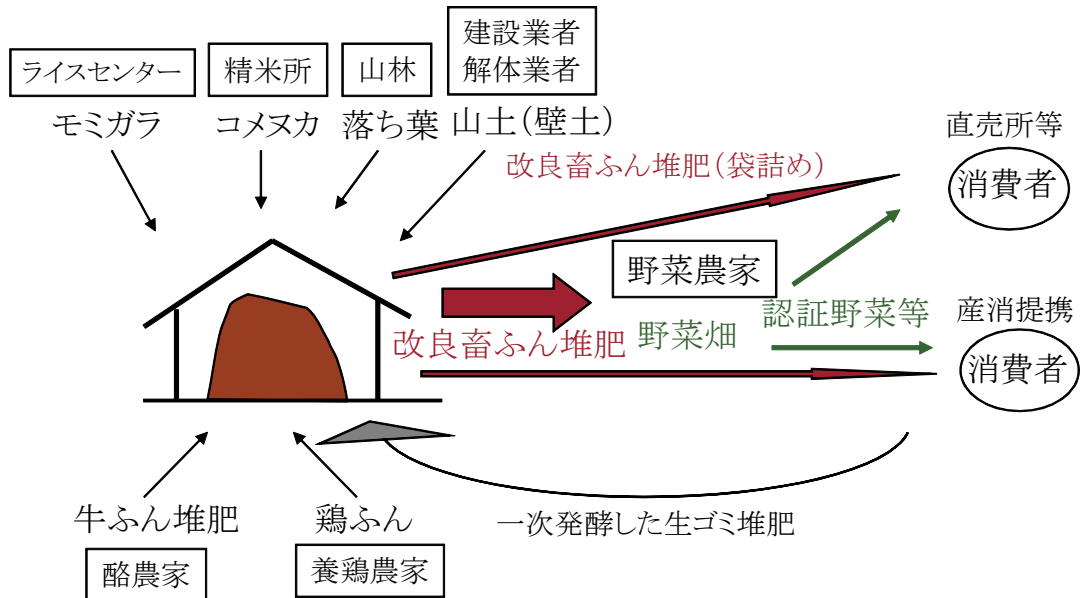 建設業者
解体業者
ライスセンター
精米所
山林
モミガラ
コメヌカ
落ち葉
山土(壁土)
直売所等
改良畜ふん堆肥(袋詰め)
消費者
野菜農家
認証野菜等
産消提携
改良畜ふん堆肥
野菜畑
消費者
牛ふん堆肥
鶏ふん
一次発酵した生ゴミ堆肥
酪農家
養鶏農家